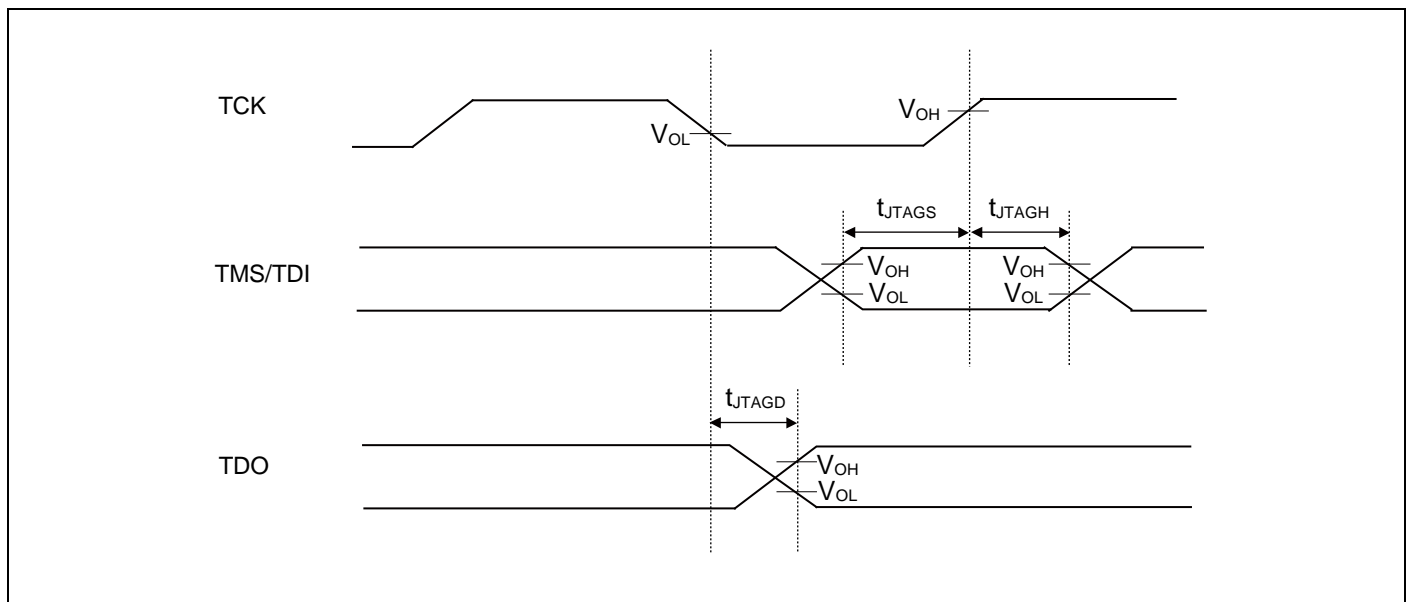 TCK
VOL
VOH
tJTAGS
tJTAGH
TMS/TDI
VOH
VOL
VOH
VOL
tJTAGD
TDO
VOH
VOL